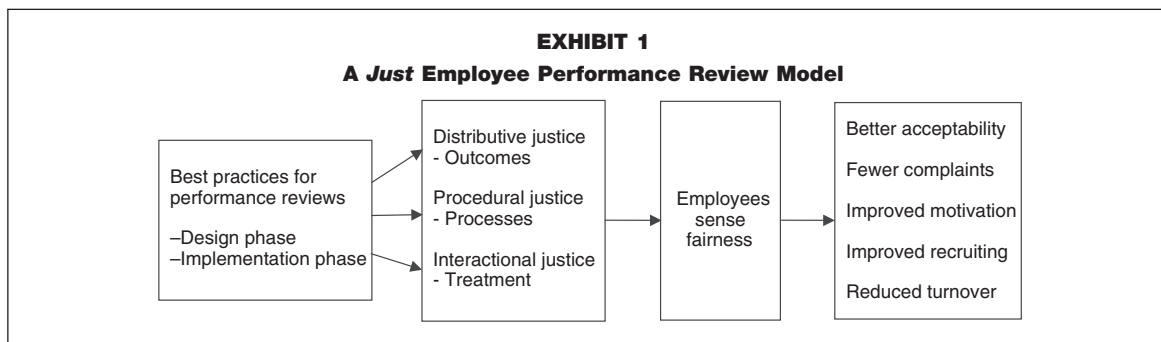 EXHIBIT 1
A Just Employee Performance Review Model
Best practices for
performance reviews
–Design phase
–Implementation phase
Distributive justice
- Outcomes
Procedural justice
- Processes
Interactional justice
- Treatment
Employees
sense
fairness
Better acceptability
Fewer complaints
Improved motivation
Improved recruiting
Reduced turnover